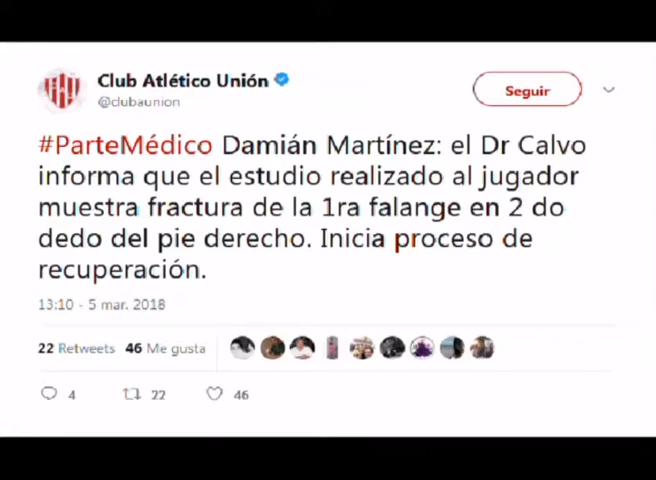 Club Atlético Unión
@clubaunion
Seguir
#ParteMédico Damián Martínez: el Dr Calvo
informa que el estudio realizado al jugador
muestra fractura de la 1ra falange en 2 do
dedo del pie derecho. Inicia proceso de
recuperación.
13:10 - 5 mar. 2018
22 Retweets 46 Me gusta
4 22 46